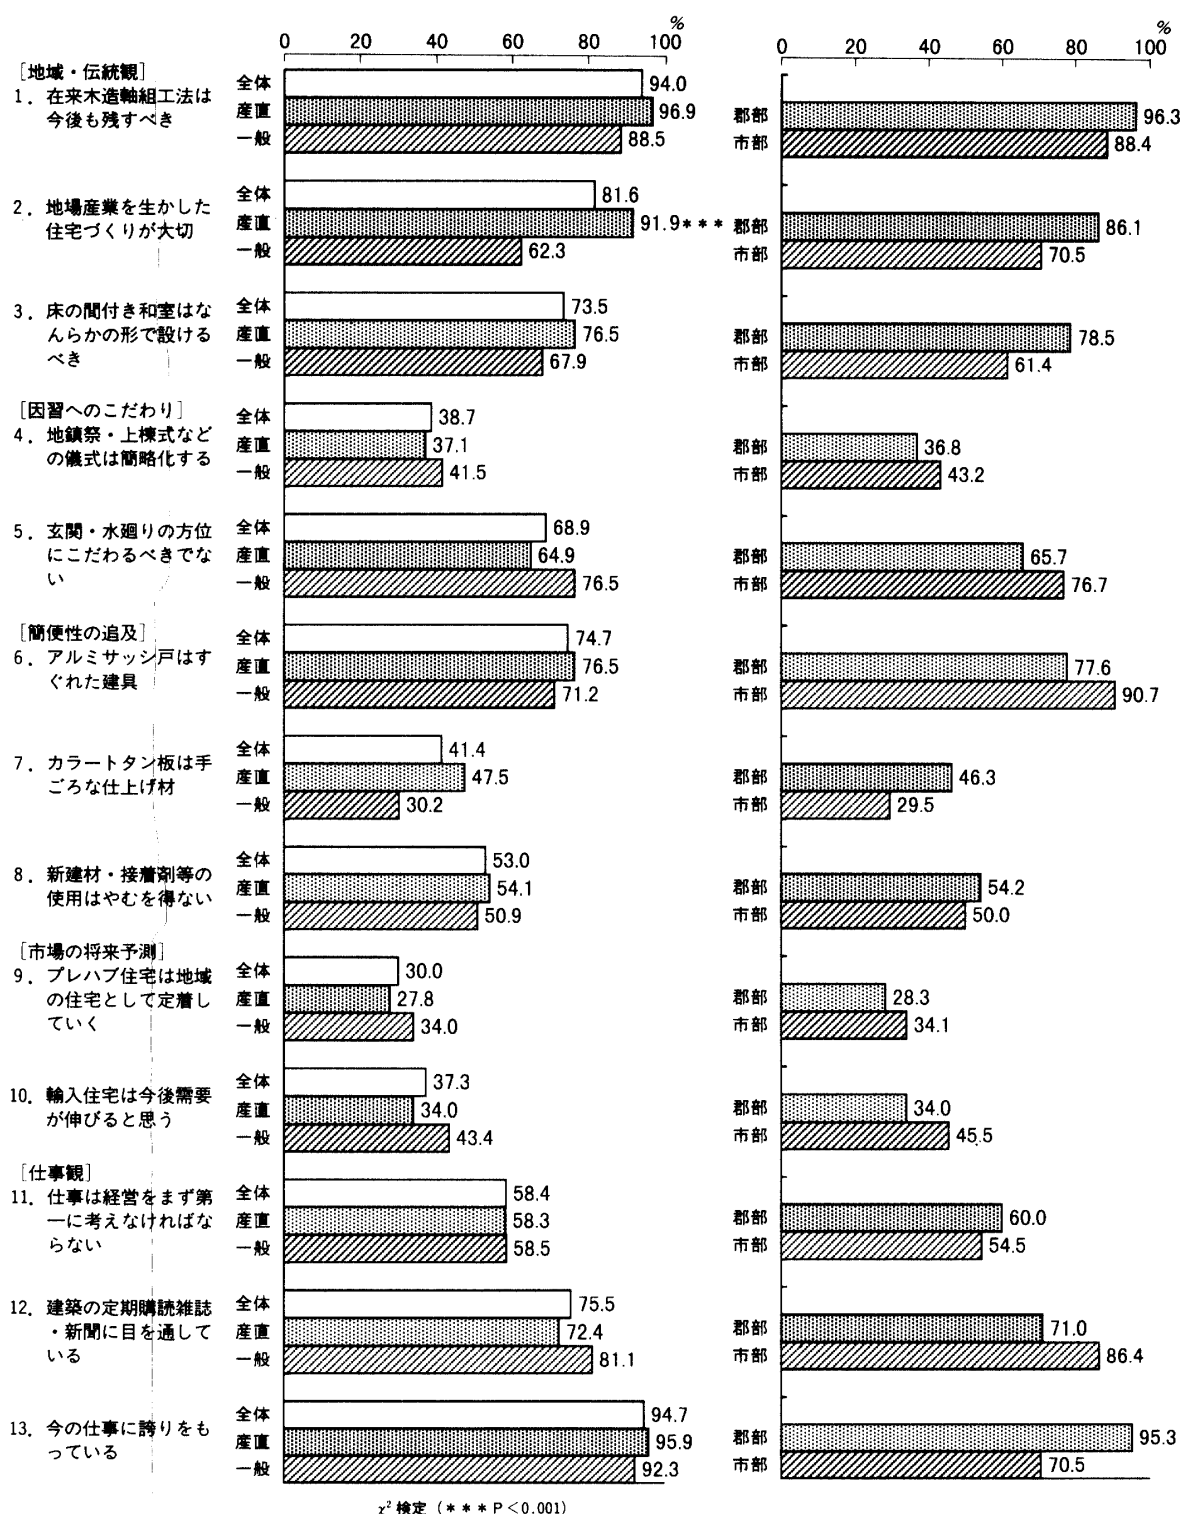 % %
0 20 40 60 80 100 0 20 40 60 80 100
[地域・伝統観]
1. 在来木造軸組工法は
今後も残すべき
全体 94.0
産直 96.9 郡部 96.3
一般 88.5 市部 88.4
2. 地場産業を生かした
住宅づくりが大切
全体 81.6
産直 91.9*** 郡部 86.1
一般 62.3 市部 70.5
3. 床の間付き和室はな
んらかの形で設ける
べき
全体 73.5
産直 76.5 郡部 78.5
一般 67.9 市部 61.4
[因習へのこだわり]
4. 地鎮祭・上棟式など
の儀式は簡略化する
全体 38.7
産直 37.1 郡部 36.8
一般 41.5 市部 43.2
5. 玄関・水廻りの方位
にこだわるべきでな
い
全体 68.9
産直 64.9 郡部 65.7
一般 76.5 市部 76.7
[簡便性の追及]
6. アルミサッシ戸はす
ぐれた建具
全体 74.7
産直 76.5 郡部 77.6
一般 71.2 市部 90.7
7. カラートタン板は手
ごろな仕上げ材
全体 41.4
産直 47.5 郡部 46.3
一般 30.2 市部 29.5
8. 新建材・接着剤等の
使用はやむを得ない
全体 53.0
産直 54.1 郡部 54.2
一般 50.9 市部 50.0
[市場の将来予測]
9. プレハブ住宅は地域
の住宅として定着し
ていく
全体 30.0
産直 27.8 郡部 28.3
一般 34.0 市部 34.1
10. 輸入住宅は今後需要
が伸びると思う
全体 37.3
産直 34.0 郡部 34.0
一般 43.4 市部 45.5
[仕事観]
11. 仕事は経営をまず第
一に考えなければな
らない
全体 58.4
産直 58.3 郡部 60.0
一般 58.5 市部 54.5
12. 建築の定期購読雑誌
・新聞に目を通して
いる
全体 75.5
産直 72.4 郡部 71.0
一般 81.1 市部 86.4
13. 今の仕事に誇りをも
っている
全体 94.7
産直 95.9 郡部 95.3
一般 92.3 市部 70.5
χ² 検定 (***P<0.001)